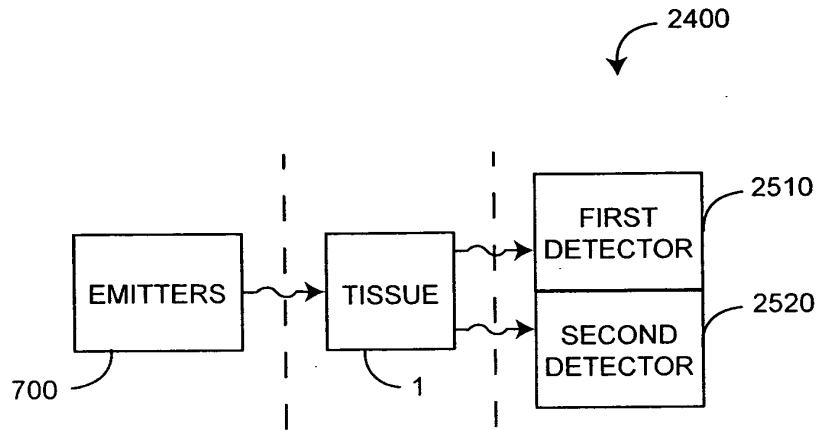 2400
2510
FIRST
DETECTOR
EMITTERS
TISSUE
2520
SECOND
DETECTOR
700
1